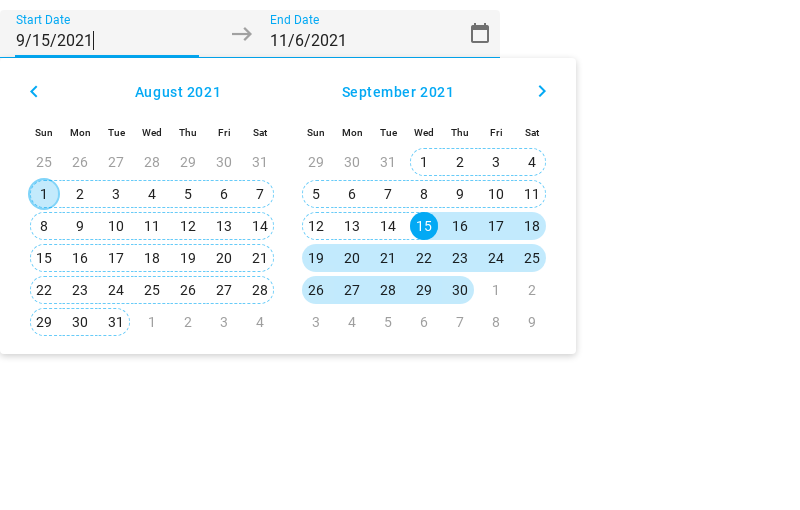 Start Date
End Date
9/15/2021
11/6/2021
August 2021
September 2021
Sun Mon Tue Wed Thu Fri Sat
Sun Mon Tue Wed Thu Fri Sat
25 26 27 28 29 30 31
29 30 31 1 2 3 4
1 2 3 4 5 6 7
5 6 7 8 9 10 11
8 9 10 11 12 13 14
12 13 14 15 16 17 18
15 16 17 18 19 20 21
19 20 21 22 23 24 25
22 23 24 25 26 27 28
26 27 28 29 30 1 2
29 30 31 1 2 3 4
3 4 5 6 7 8 9